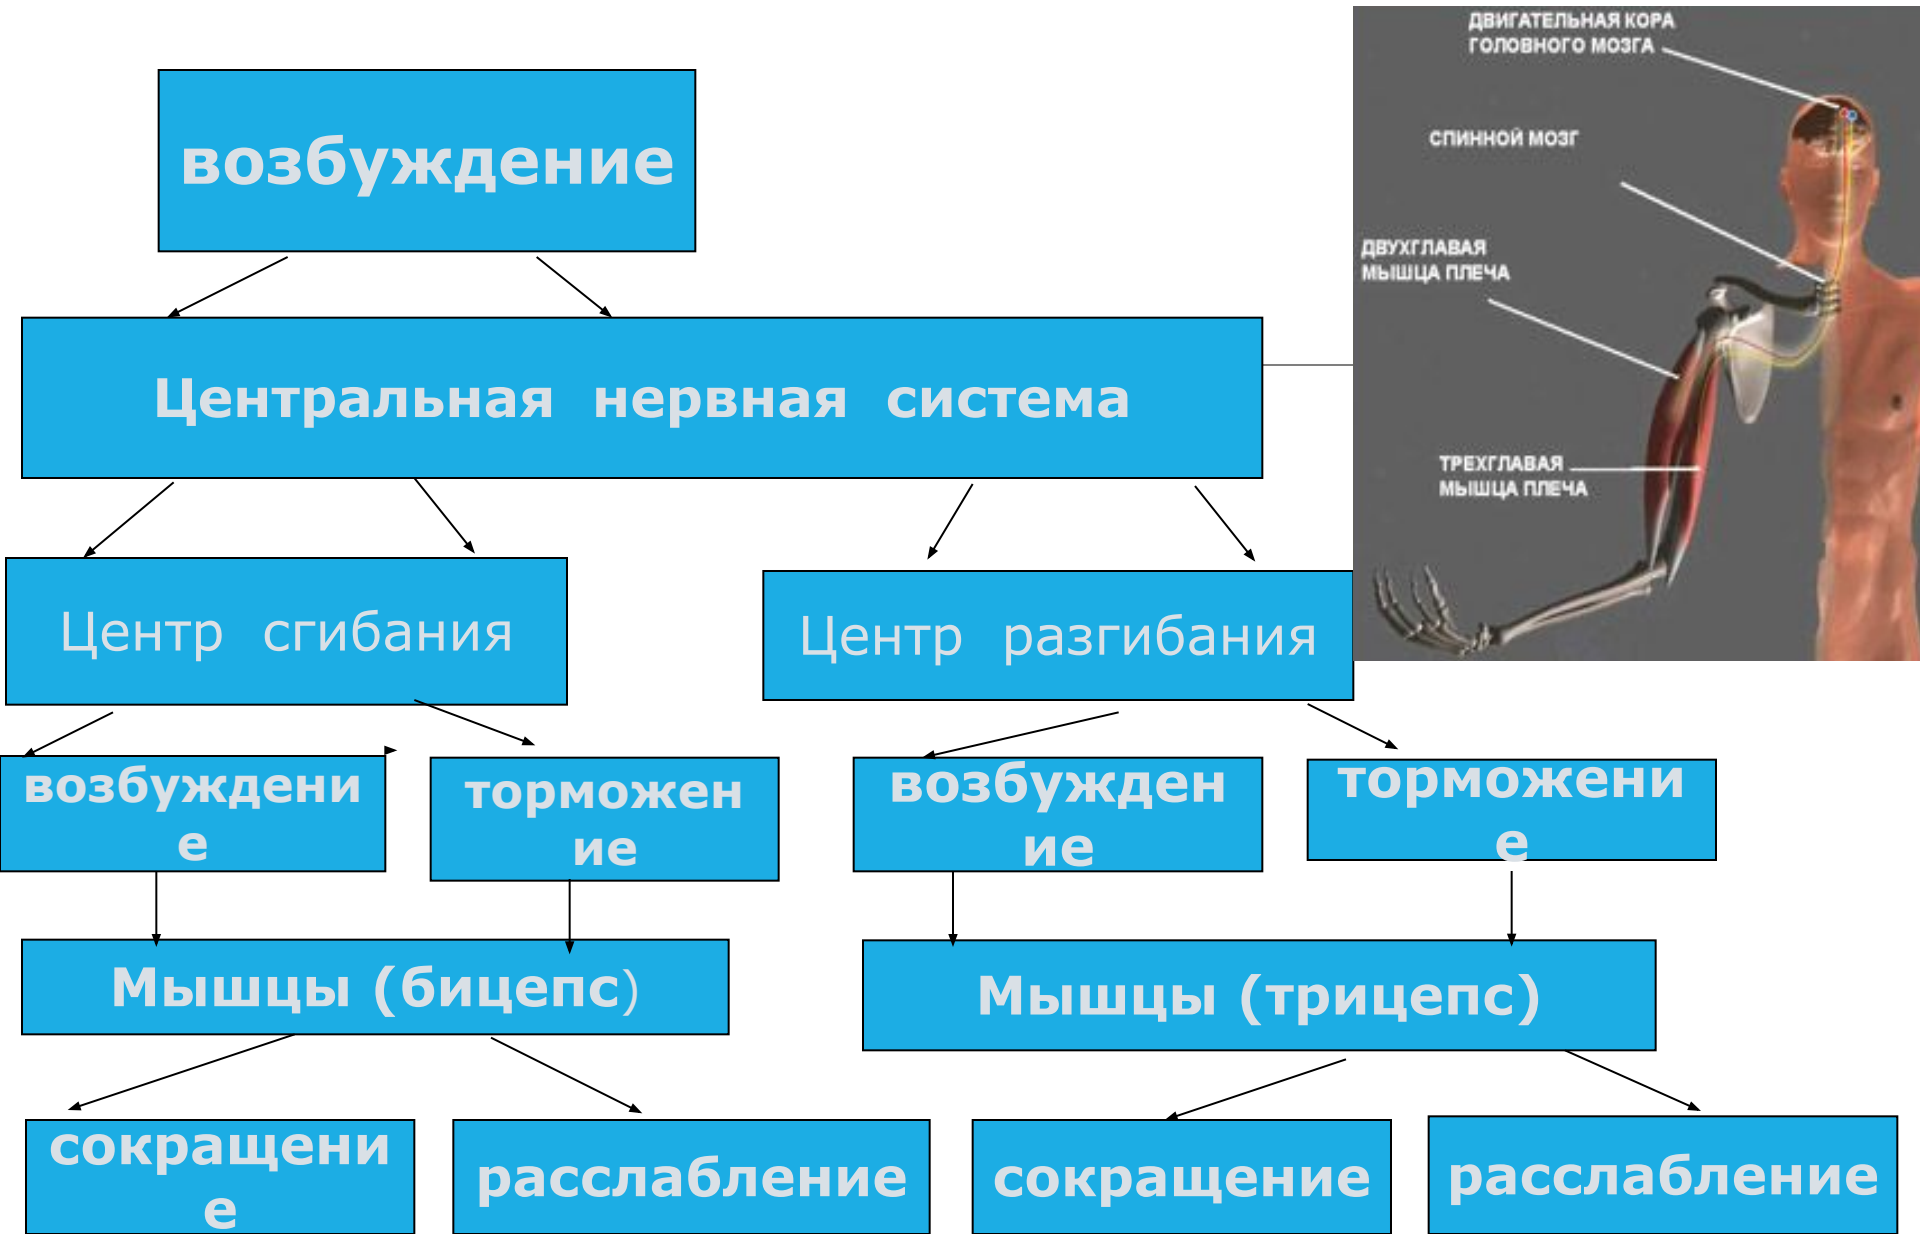 ДВИГАТЕЛЬНАЯ КОРА
ГОЛОВНОГО МОЗГА
СПИННОЙ МОЗГ
ДВУХГЛАВАЯ
МЫШЦА ПЛЕЧА
ТРЕХГЛАВАЯ
МЫШЦА ПЛЕЧА
возбуждение
Центральная нервная система
Центр сгибания
Центр разгибания
возбуждени
е
торможен
ие
возбужден
ие
торможени
е
Мышцы (бицепс)
Мышцы (трицепс)
сокращени
е
расслабление
сокращение
расслабление